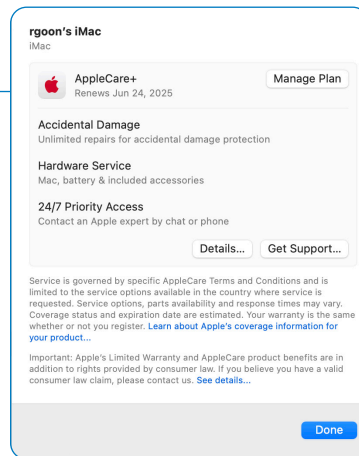 rgoon's iMac
iMac
AppleCare+
Renews Jun 24, 2025
Manage Plan
Accidental Damage
Unlimited repairs for accidental damage protection
Hardware Service
Mac, battery & included accessories
24/7 Priority Access
Contact an Apple expert by chat or phone
Details...
Get Support...
Service is governed by specific AppleCare Terms and Conditions and is
limited to the service options available in the country where service is
requested. Service options, parts availability and response times may vary.
Coverage status and expiration date are estimated. Your warranty is the same
whether or not you register. Learn about Apple's coverage information for
your product...
Important: Apple's Limited Warranty and AppleCare product benefits are in
addition to rights provided by consumer law. If you believe you have a valid
consumer law claim, please contact us. See details...
Done